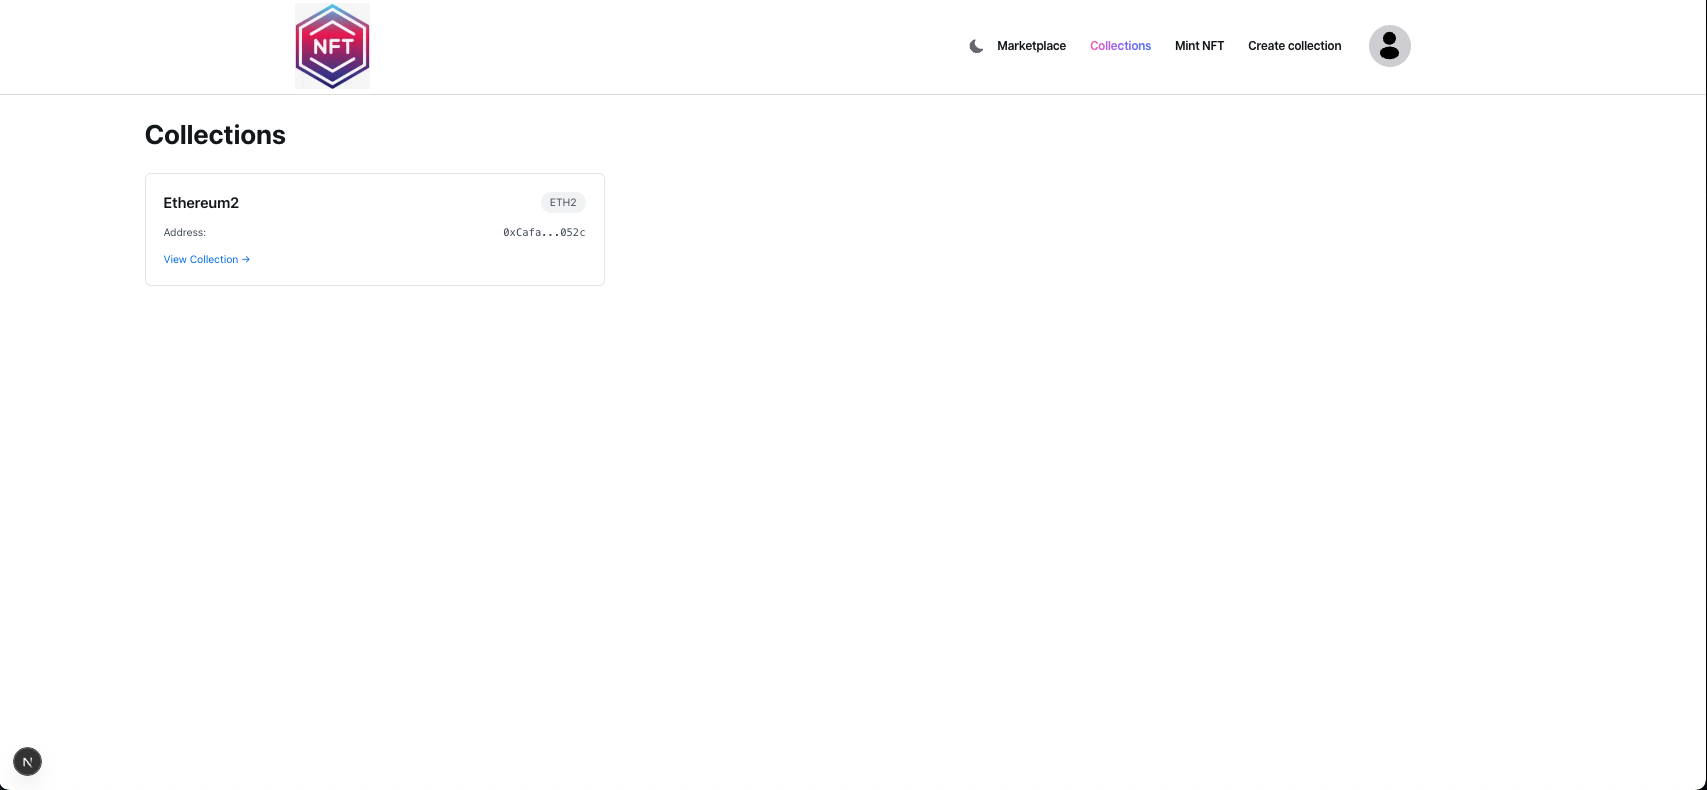 NFT
Marketplace Collections Mint NFT Create collection
Collections
Ethereum2 ETH2
Address: 0xCafa...052c
View Collection →
N